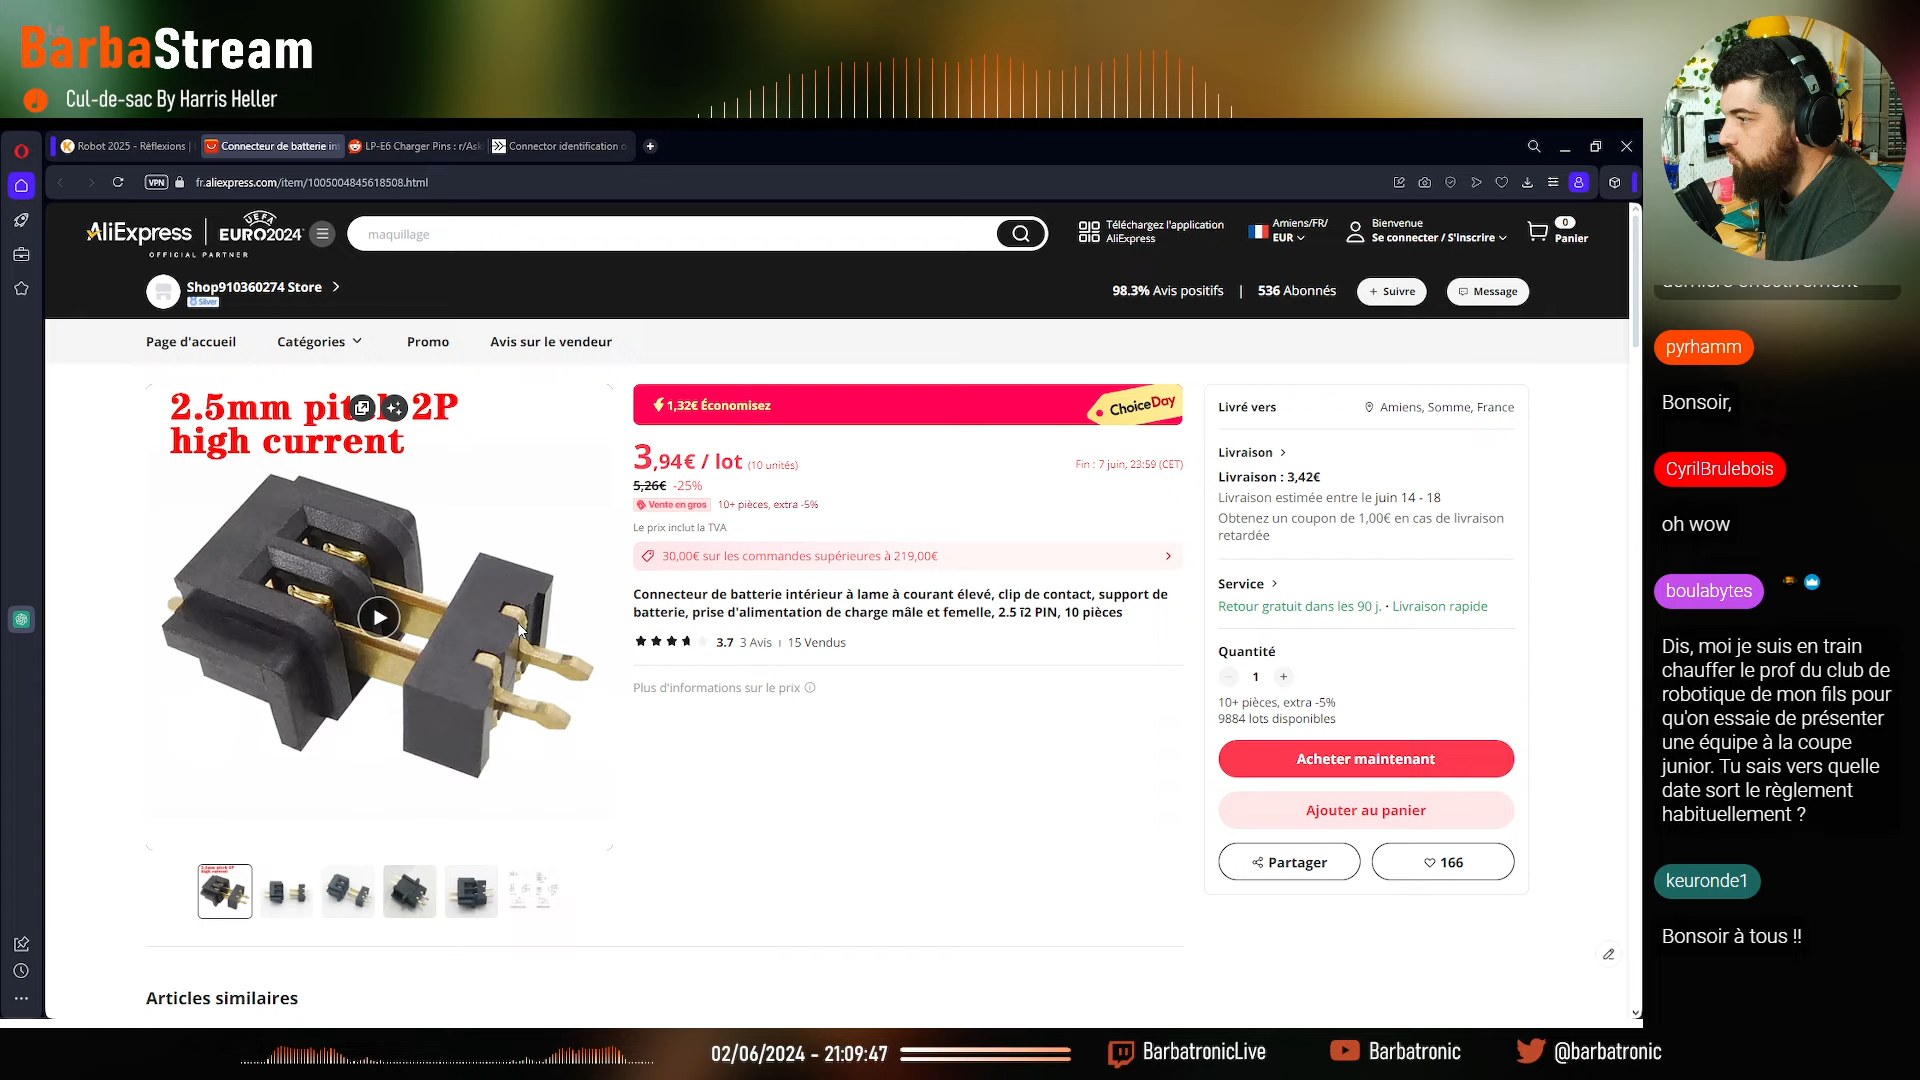 Le
BarbaStream
Cul-de-sac By Harris Heller
Robot 2025 - Réflexions
Connecteur de batterie in
LP-E6 Charger Pins : r/As
Connector identification
VPN
fr.aliexpress.com/item/1005004845618508.html
AliExpress
UEFA
EURO2024
OFFICIAL PARTNER
maquillage
Téléchargez l'application
AliExpress
Amiens/FR/
EUR
Bienvenue
Se connecter / S'inscrire
0
Panier
Shop910360274 Store
Silver
98.3% Avis positifs | 536 Abonnés
+ Suivre
Message
Page d'accueil
Catégories
Promo
Avis sur le vendeur
2.5mm pitch 2P
high current
1,32€ Économisez
ChoiceDay
3,94€ / lot (10 unités)
Fin : 7 juin, 23:59 (CET)
5,26€ -25%
Vente en gros 10+ pièces, extra -5%
Le prix inclut la TVA
30,00€ sur les commandes supérieures à 219,00€
Connecteur de batterie intérieur à lame à courant élevé, clip de contact, support de
batterie, prise d'alimentation de charge mâle et femelle, 2.5 î2 PIN, 10 pièces
3.7 3 Avis | 15 Vendus
Plus d'informations sur le prix
Livré vers
Amiens, Somme, France
Livraison
Livraison : 3,42€
Livraison estimée entre le juin 14 - 18
Obtenez un coupon de 1,00€ en cas de livraison
retardée
Service
Retour gratuit dans les 90 j. · Livraison rapide
Quantité
1
10+ pièces, extra -5%
9884 lots disponibles
Acheter maintenant
Ajouter au panier
Partager
166
Articles similaires
dernière effectivement
pyrhamm
Bonsoir,
CyrilBrulebois
oh wow
boulabytes
Dis, moi je suis en train
chauffer le prof du club de
robotique de mon fils pour
qu'on essaie de présenter
une équipe à la coupe
junior. Tu sais vers quelle
date sort le règlement
habituellement ?
keuronde1
Bonsoir à tous !!
02/06/2024 - 21:09:47
BarbatronicLive
Barbatronic
@barbatronic